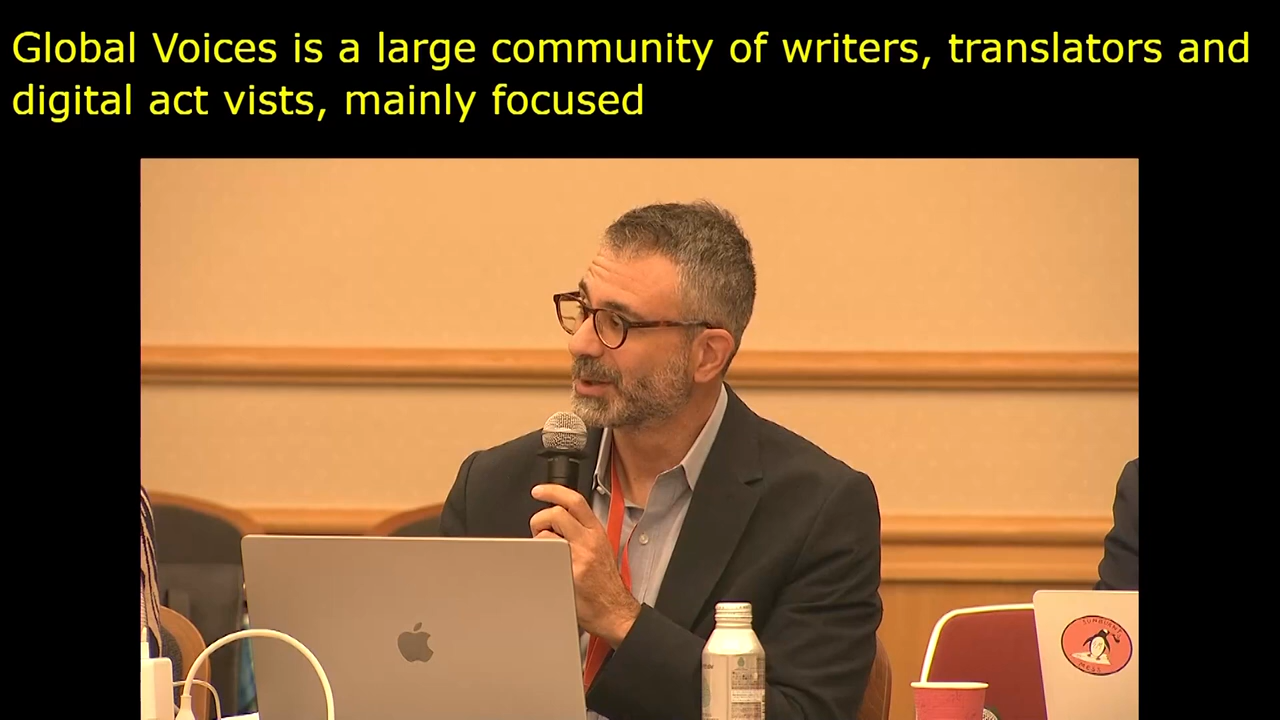 Global Voices is a large community of writers, translators and
digital act vists, mainly focused